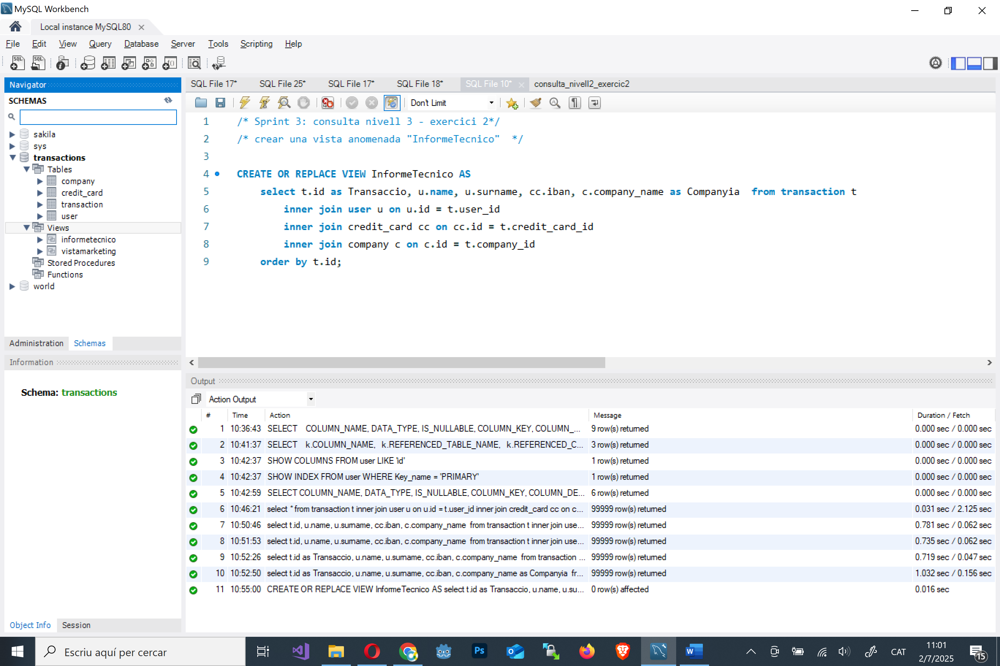 MySQL Workbench
Local instance MySQL80
File Edit View Query Database Server Tools Scripting Help
Navigator
SCHEMAS
sakila
sys
transactions
Tables
company
credit_card
transaction
user
Views
informetecnico
vistamarketing
Stored Procedures
Functions
world
Administration Schemas
Information
Schema: transactions
Object Info Session
SQL File 17* SQL File 25* SQL File 17* SQL File 18* SQL File 10* consulta_nivell2_exercic2
Don't Limit
1 /* Sprint 3: consulta nivell 3 - exercici 2*/
2 /* crear una vista anomenada "InformeTecnico"  */
3
4 CREATE OR REPLACE VIEW InformeTecnico AS
5 select t.id as Transaccio, u.name, u.surname, cc.iban, c.company_name as Companyia  from transaction t
6 inner join user u on u.id = t.user_id
7 inner join credit_card cc on cc.id = t.credit_card_id
8 inner join company c on c.id = t.company_id
9 order by t.id;
Output
Action Output
# Time Action Message Duration / Fetch
1 10:36:43 SELECT COLUMN_NAME, DATA_TYPE, IS_NULLABLE, COLUMN_KEY, COLUMN_... 9 row(s) returned 0.000 sec / 0.000 sec
2 10:41:37 SELECT k.COLUMN_NAME, k.REFERENCED_TABLE_NAME, k.REFERENCED_C... 3 row(s) returned 0.000 sec / 0.000 sec
3 10:42:37 SHOW COLUMNS FROM user LIKE 'id' 1 row(s) returned 0.000 sec / 0.000 sec
4 10:42:37 SHOW INDEX FROM user WHERE Key_name = 'PRIMARY' 1 row(s) returned 0.000 sec / 0.000 sec
5 10:42:59 SELECT COLUMN_NAME, DATA_TYPE, IS_NULLABLE, COLUMN_KEY, COLUMN_DE... 6 row(s) returned 0.000 sec / 0.000 sec
6 10:46:21 select * from transaction t inner join user u on u.id = t.user_id inner join credit_card cc on c... 99999 row(s) returned 0.031 sec / 2.125 sec
7 10:50:46 select t.id, u.name, u.surname, cc.iban, c.company_name from transaction t inner join use... 99999 row(s) returned 0.781 sec / 0.062 sec
8 10:51:53 select t.id, u.name, u.surname, cc.iban, c.company_name from transaction t inner join use... 99999 row(s) returned 0.735 sec / 0.062 sec
9 10:52:26 select t.id as Transaccio, u.name, u.surname, cc.iban, c.company_name from transaction ... 99999 row(s) returned 0.719 sec / 0.047 sec
10 10:52:50 select t.id as Transaccio, u.name, u.surname, cc.iban, c.company_name as Companyia fr... 99999 row(s) returned 1.032 sec / 0.156 sec
11 10:55:00 CREATE OR REPLACE VIEW InformeTecnico AS select t.id as Transaccio, u.name, u.su... 0 row(s) affected 0.016 sec
Escriu aquí per cercar
CAT
11:01
2/7/2025
15